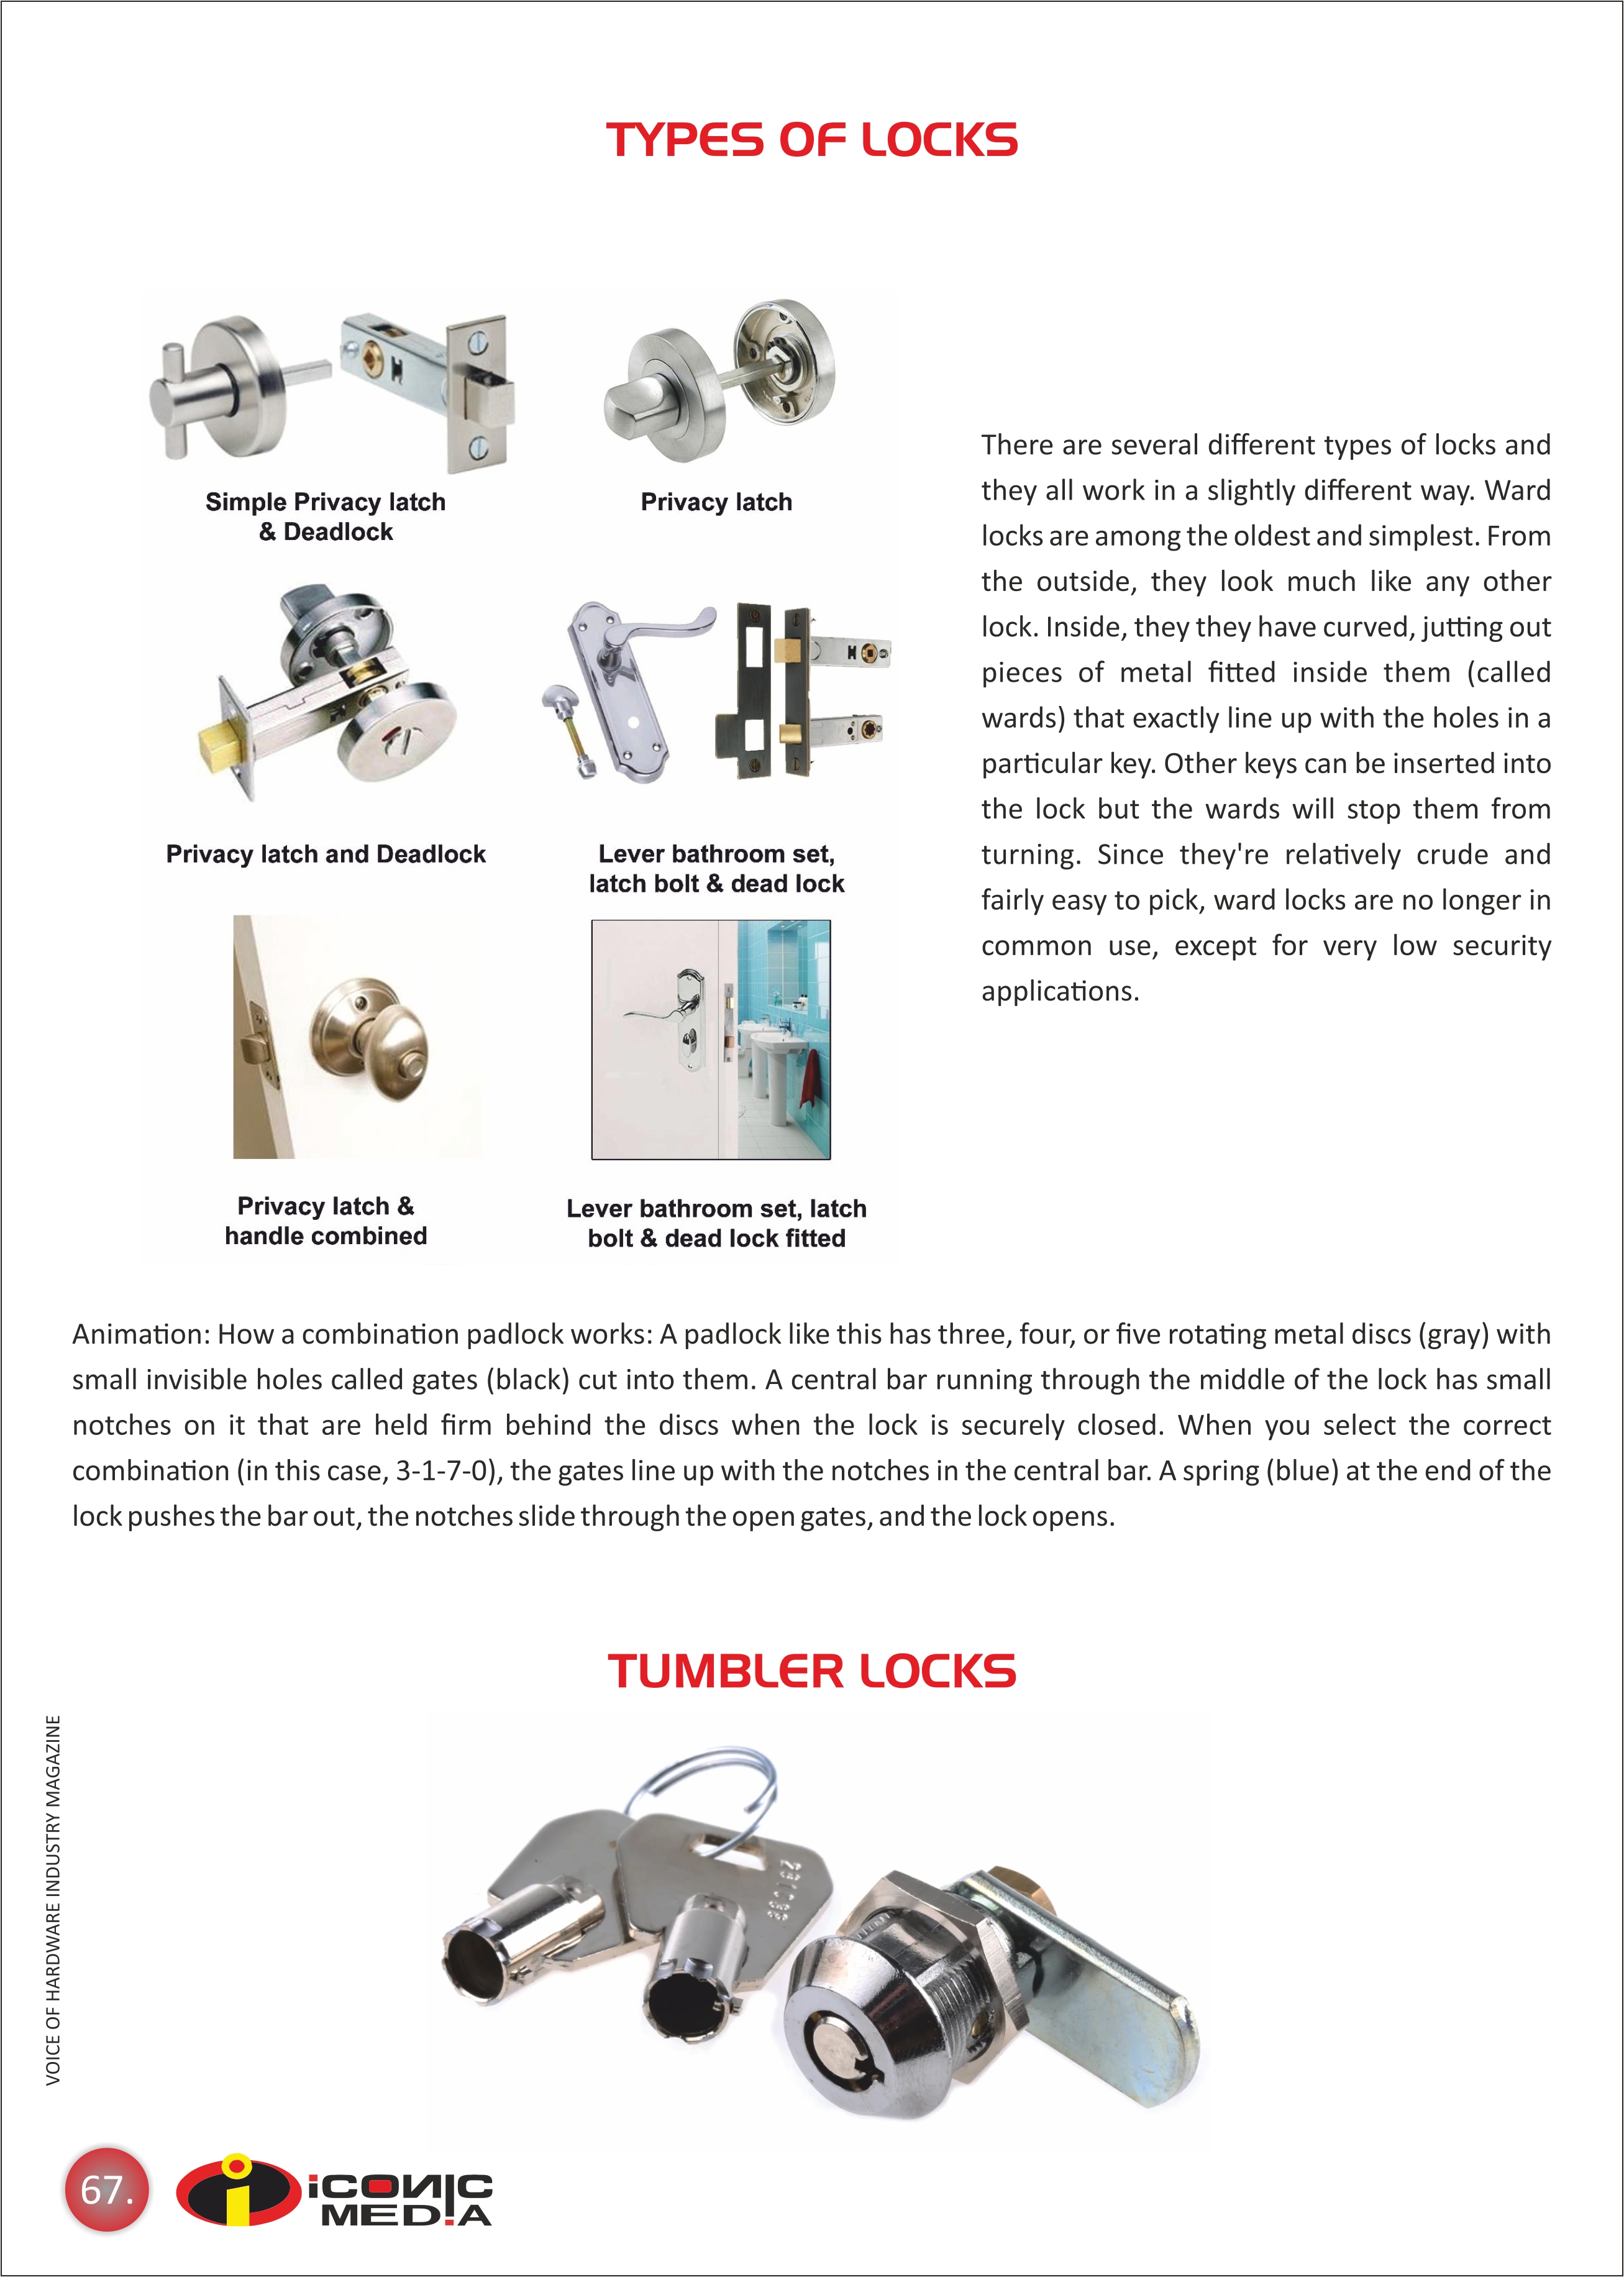 TYPES OF LOCKS
Simple Privacy latch
& Deadlock
Privacy latch
Privacy latch and Deadlock
Lever bathroom set,
latch bolt & dead lock
Privacy latch &
handle combined
Lever bathroom set, latch
bolt & dead lock fitted
There are several different types of locks and
they all work in a slightly different way. Ward
locks are among the oldest and simplest. From
the outside, they look much like any other
lock. Inside, they they have curved, jutting out
pieces of metal fitted inside them (called
wards) that exactly line up with the holes in a
particular key. Other keys can be inserted into
the lock but the wards will stop them from
turning. Since they're relatively crude and
fairly easy to pick, ward locks are no longer in
common use, except for very low security
applications.
Animation: How a combination padlock works: A padlock like this has three, four, or five rotating metal discs (gray) with
small invisible holes called gates (black) cut into them. A central bar running through the middle of the lock has small
notches on it that are held firm behind the discs when the lock is securely closed. When you select the correct
combination (in this case, 3-1-7-0), the gates line up with the notches in the central bar. A spring (blue) at the end of the
lock pushes the bar out, the notches slide through the open gates, and the lock opens.
TUMBLER LOCKS
VOICE OF HARDWARE INDUSTRY MAGAZINE
67.
iCONIC
MEDIA